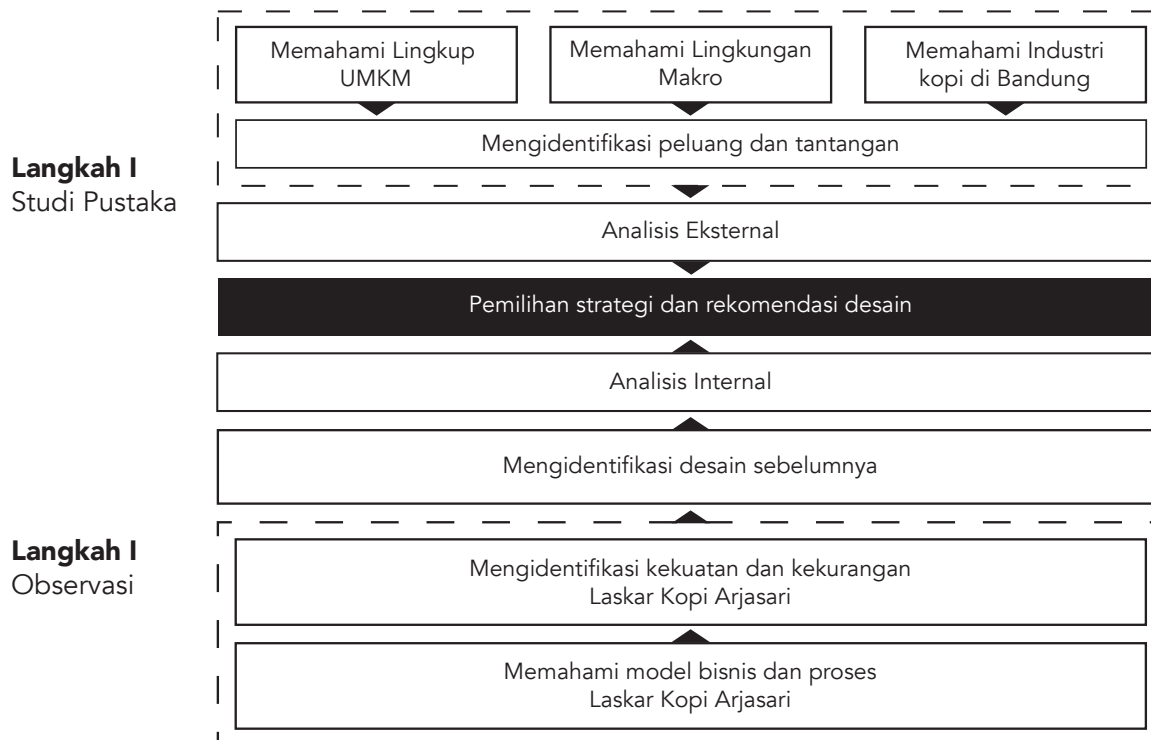 Memahami Lingkup
UMKM
Memahami Lingkungan
Makro
Memahami Industri
kopi di Bandung
Mengidentifikasi peluang dan tantangan
Langkah I
Studi Pustaka
Analisis Eksternal
Pemilihan strategi dan rekomendasi desain
Analisis Internal
Mengidentifikasi desain sebelumnya
Langkah I
Observasi
Mengidentifikasi kekuatan dan kekurangan
Laskar Kopi Arjasari
Memahami model bisnis dan proses
Laskar Kopi Arjasari